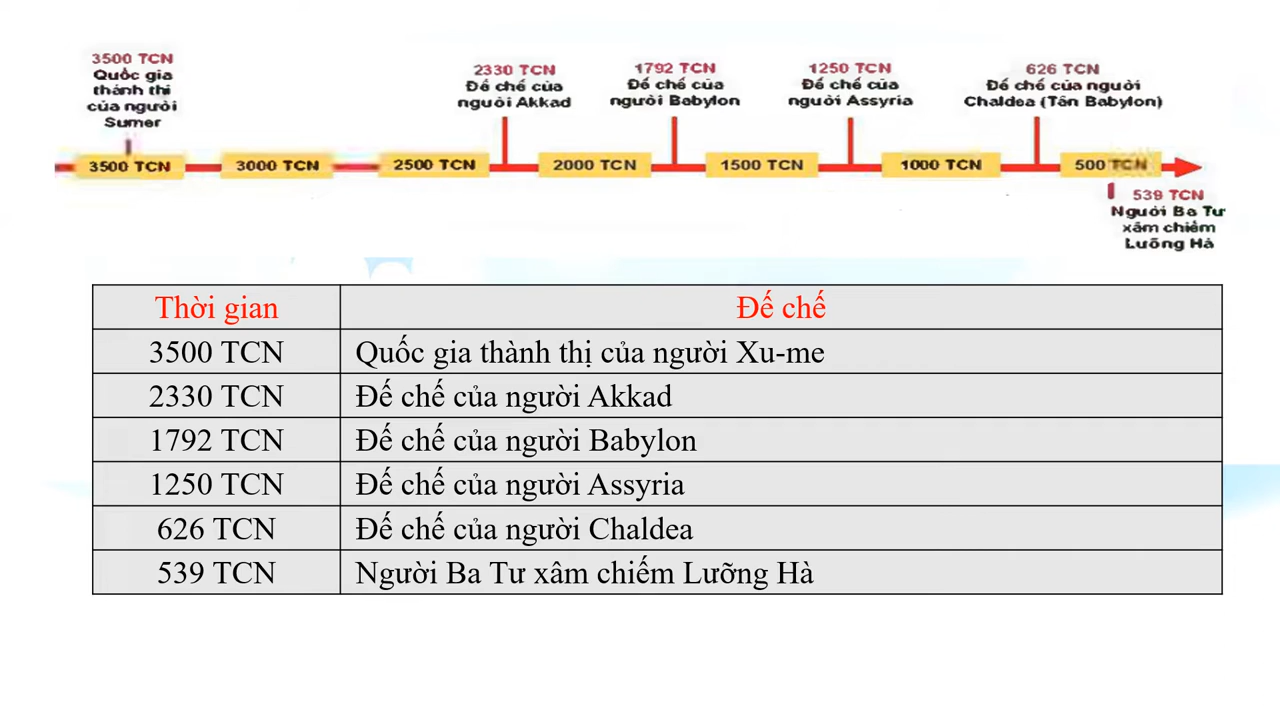 3500 TCN
Quốc gia
thành thị
của người
Sumer
2330 TCN
Đế chế của
người Akkad
1792 TCN
Đế chế của
người Babylon
1250 TCN
Đế chế của
người Assyria
626 TCN
Đế chế của người
Chaldea (Tân Babylon)
3500 TCN
3000 TCN
2500 TCN
2000 TCN
1500 TCN
1000 TCN
500 TCN
539 TCN
Người Ba Tư
xâm chiếm
Lưỡng Hà
Thời gian Đế chế
3500 TCN Quốc gia thành thị của người Xu-me
2330 TCN Đế chế của người Akkad
1792 TCN Đế chế của người Babylon
1250 TCN Đế chế của người Assyria
626 TCN Đế chế của người Chaldea
539 TCN Người Ba Tư xâm chiếm Lưỡng Hà